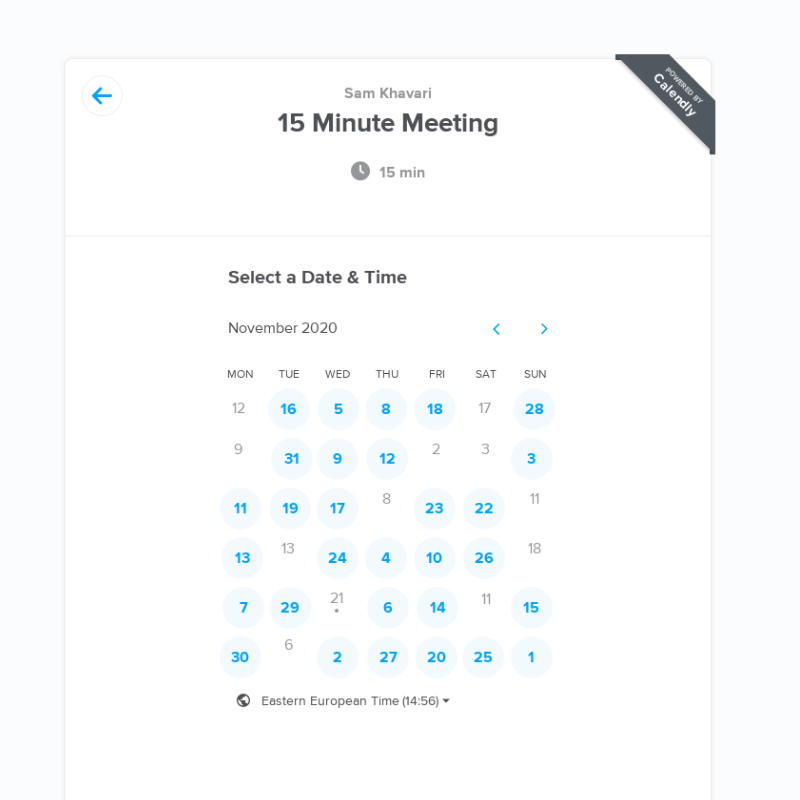 POWERED BY
Calendly
Sam Khavari
15 Minute Meeting
15 min
Select a Date & Time
November 2020
MON TUE WED THU FRI SAT SUN
12 16 5 8 18 17 28
9 31 9 12 2 3 3
11 19 17 8 23 22 11
13 13 24 4 10 26 18
7 29 21 6 14 11 15
30 6 2 27 20 25 1
Eastern European Time (14:56)